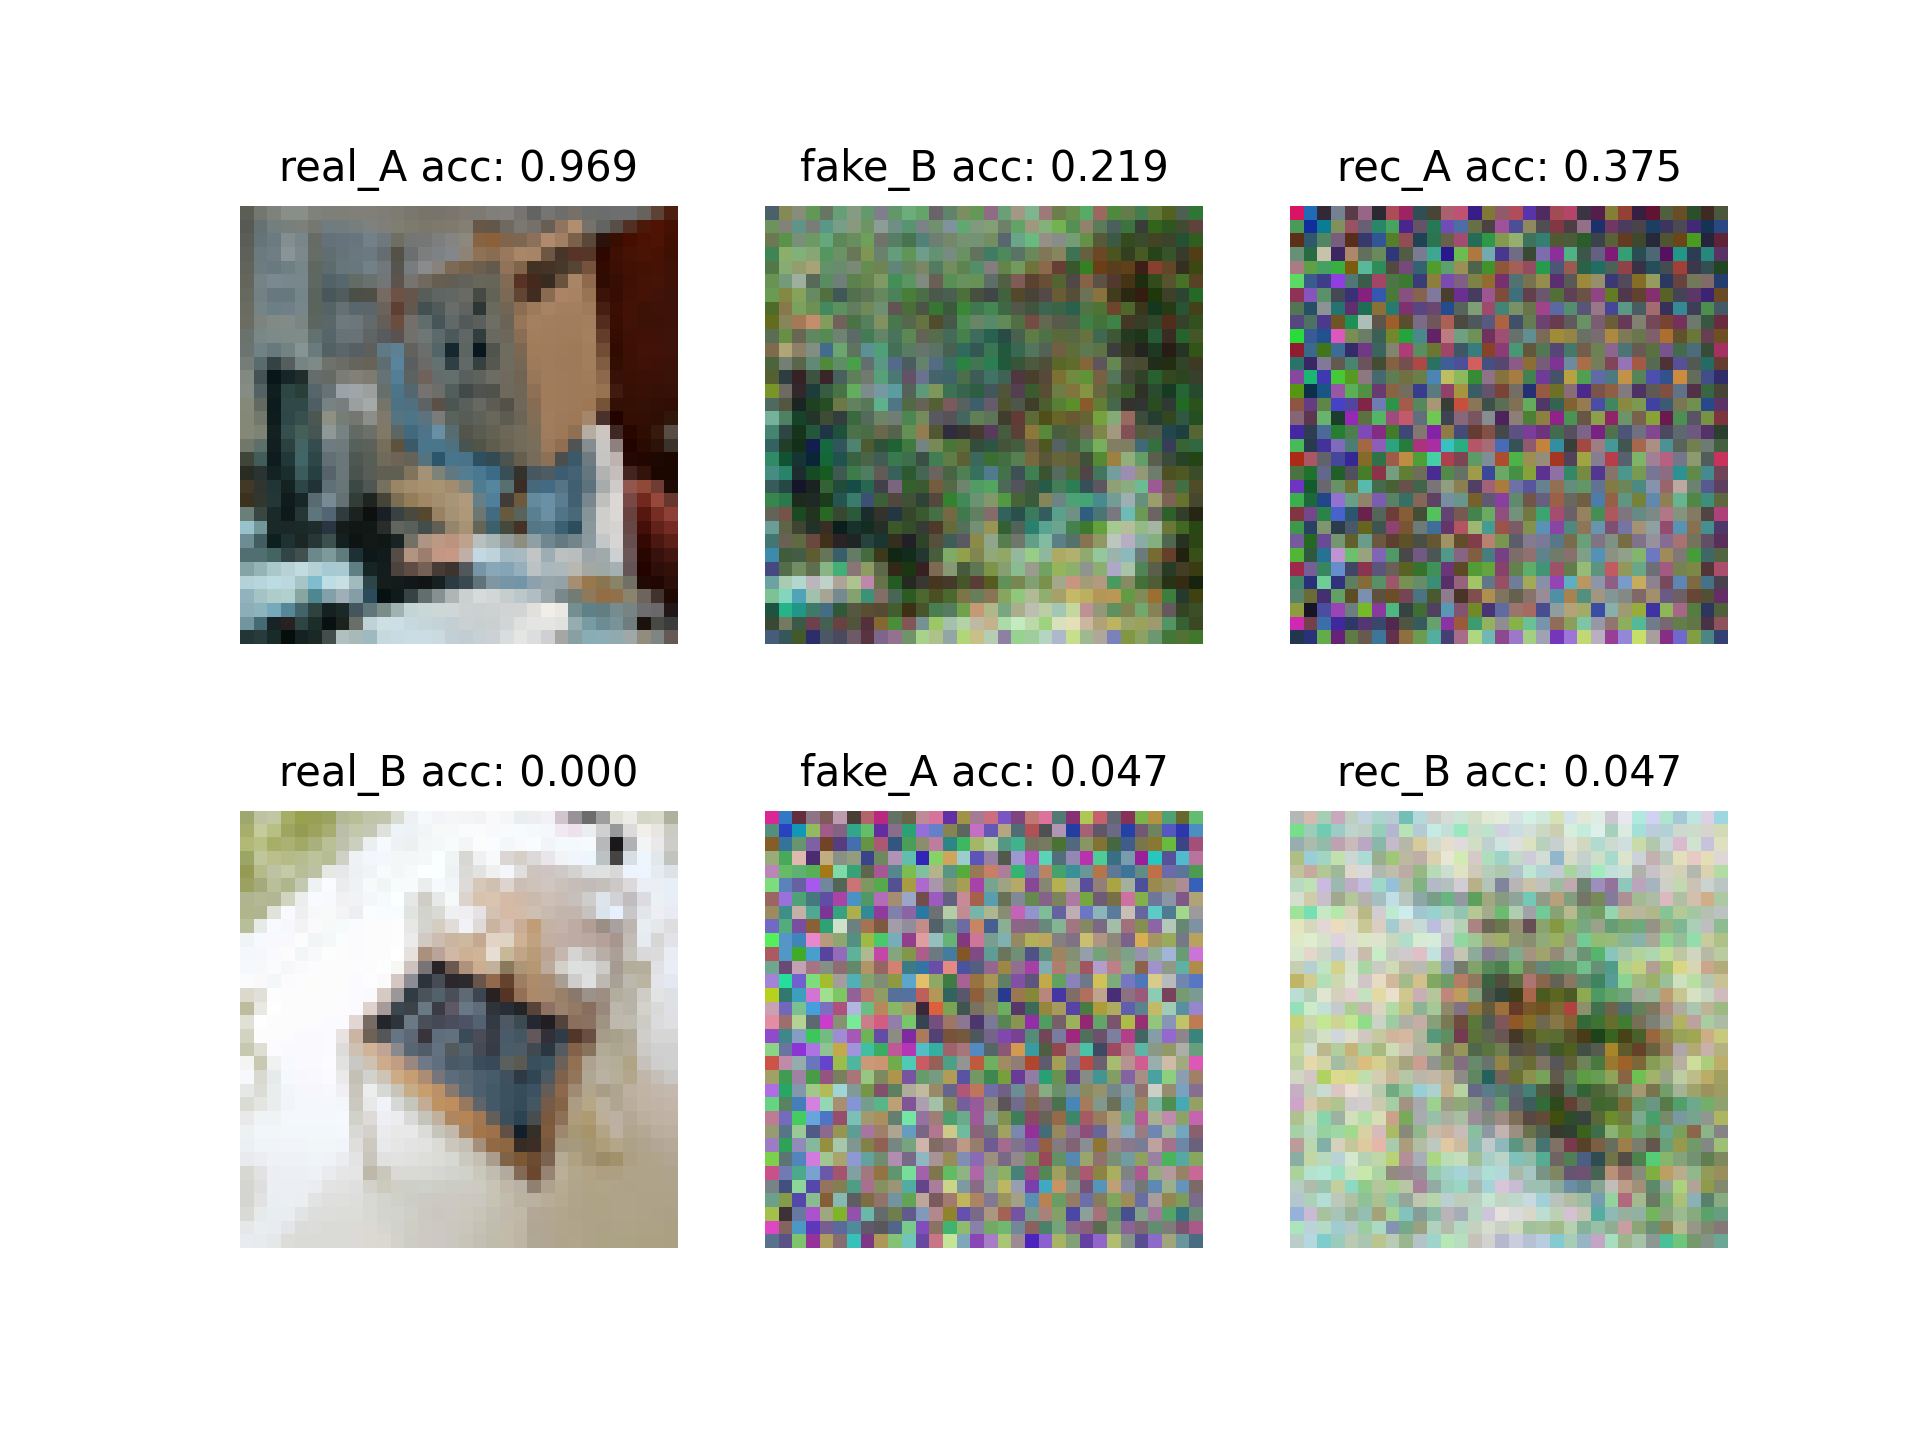 real_A acc: 0.969
fake_B acc: 0.219
rec_A acc: 0.375
real_B acc: 0.000
fake_A acc: 0.047
rec_B acc: 0.047